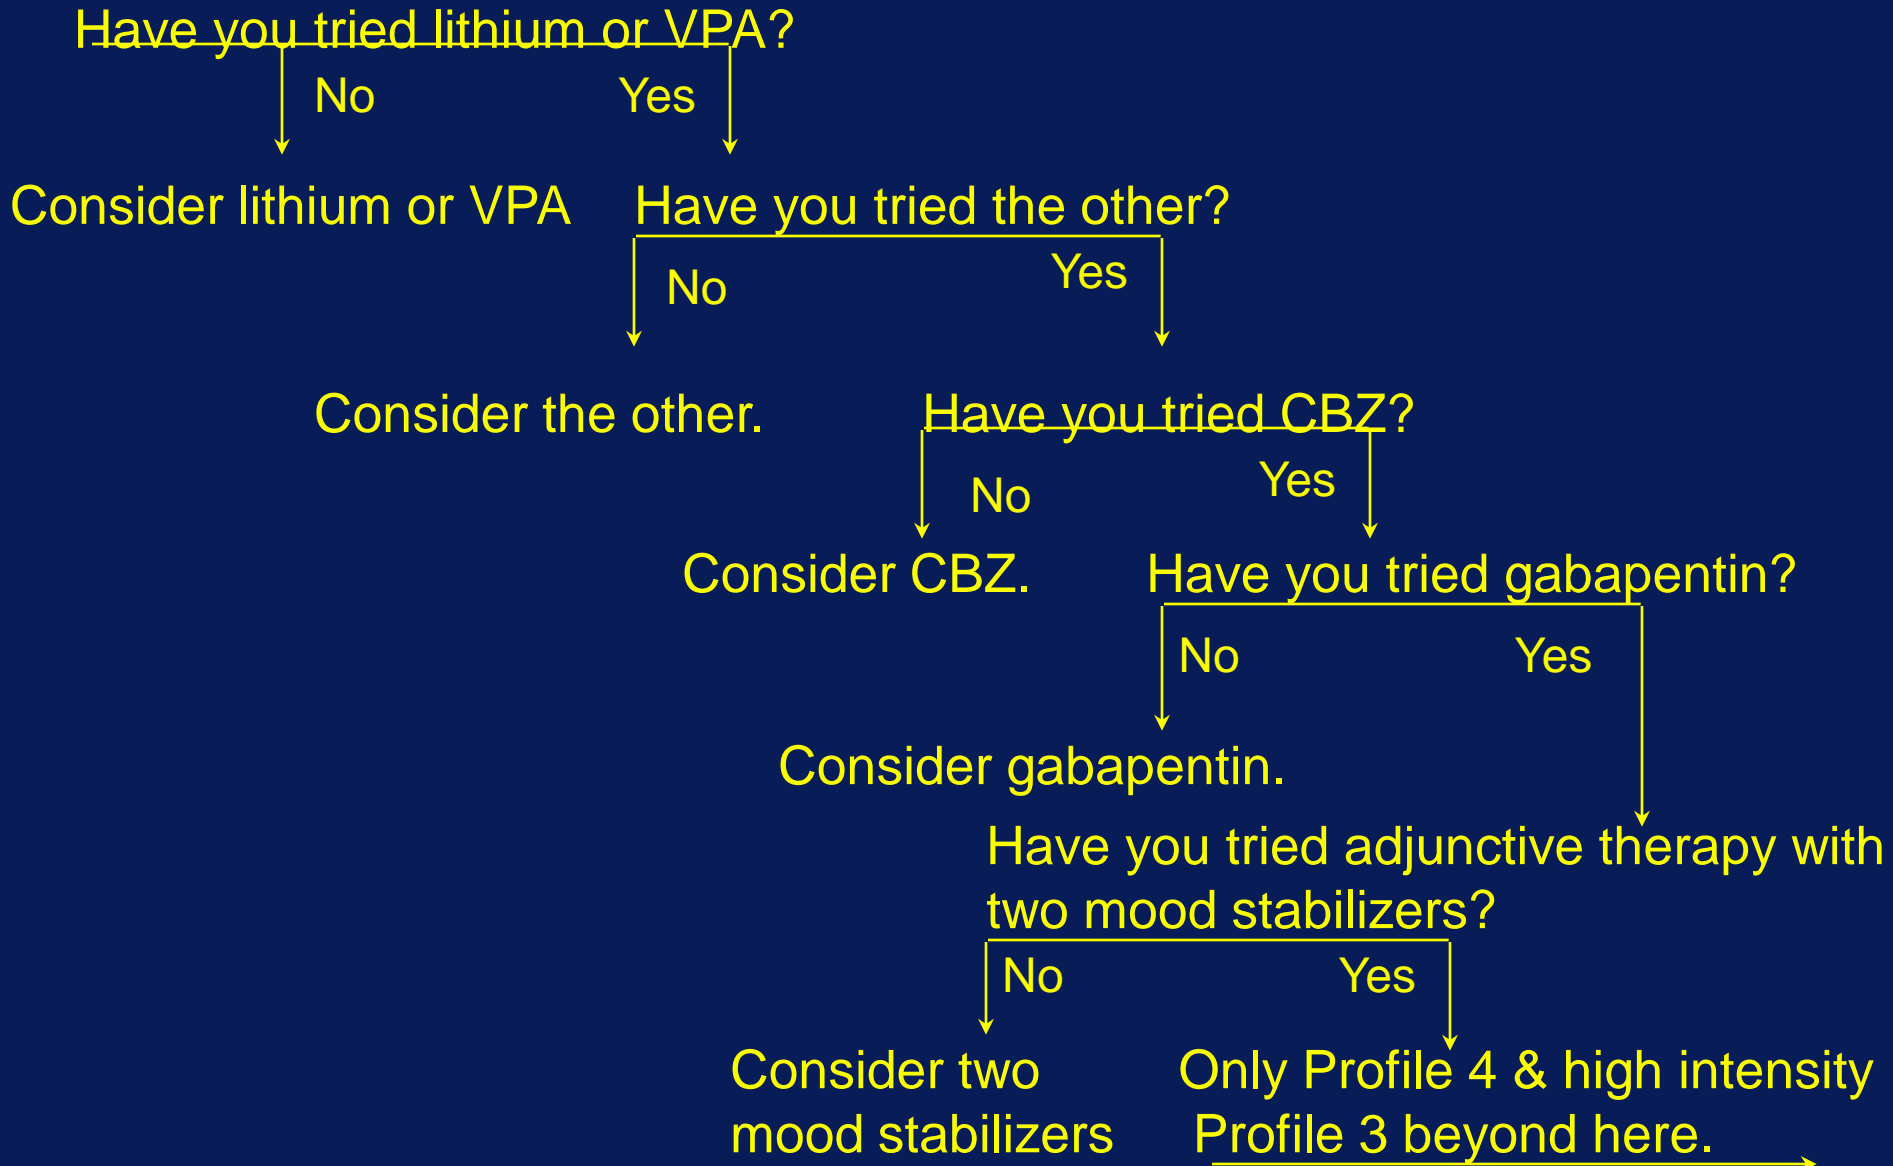 Have you tried lithium or VPA?
No
Yes
Consider lithium or VPA
Have you tried the other?
No
Yes
Consider the other.
Have you tried CBZ?
No
Yes
Consider CBZ.
Have you tried gabapentin?
No
Yes
Consider gabapentin.
Have you tried adjunctive therapy with
two mood stabilizers?
No
Yes
Consider two
mood stabilizers
Only Profile 4 & high intensity
Profile 3 beyond here.